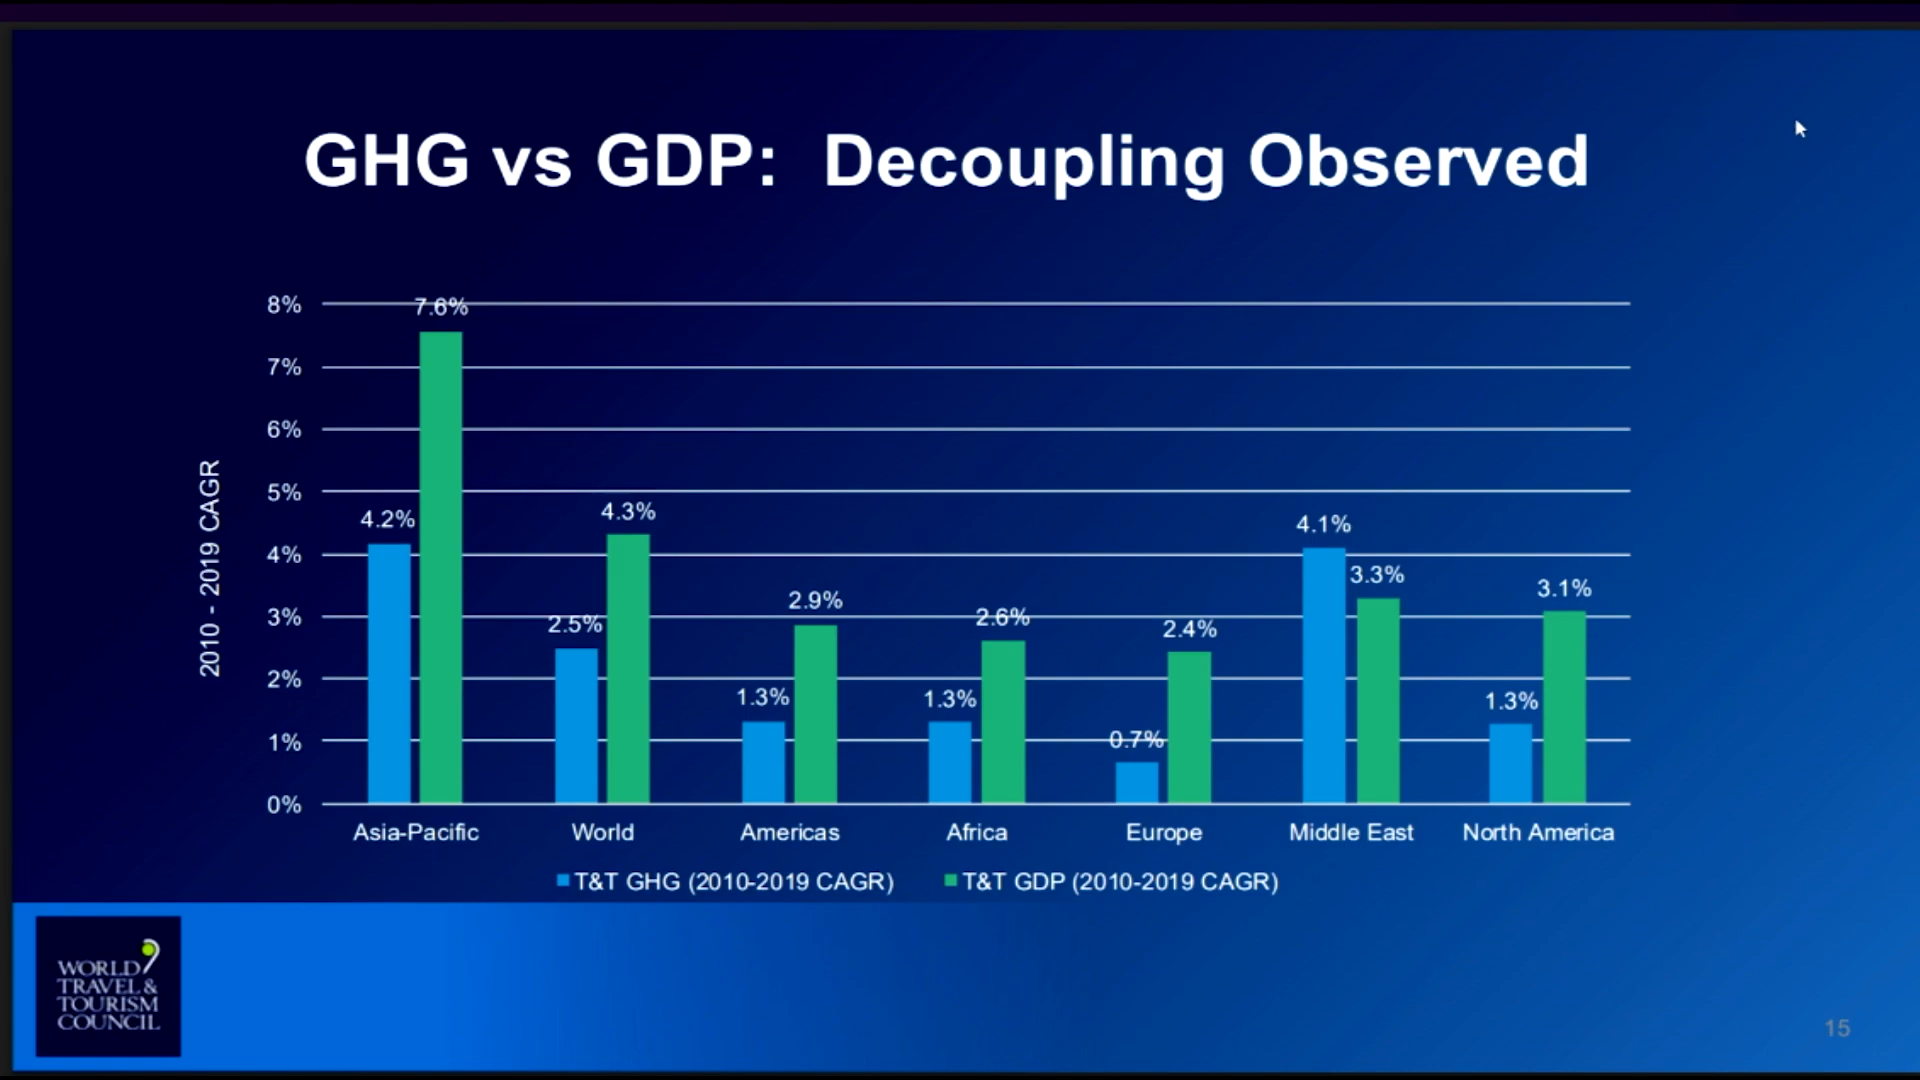 GHG vs GDP: Decoupling Observed
2010 - 2019 CAGR
8%
7%
6%
5%
4%
3%
2%
1%
0%
4.2%
7.6%
2.5%
4.3%
1.3%
2.9%
1.3%
2.6%
0.7%
2.4%
4.1%
3.3%
1.3%
3.1%
Asia-Pacific
World
Americas
Africa
Europe
Middle East
North America
T&T GHG (2010-2019 CAGR)
T&T GDP (2010-2019 CAGR)
WORLD
TRAVEL &
TOURISM
COUNCIL
15